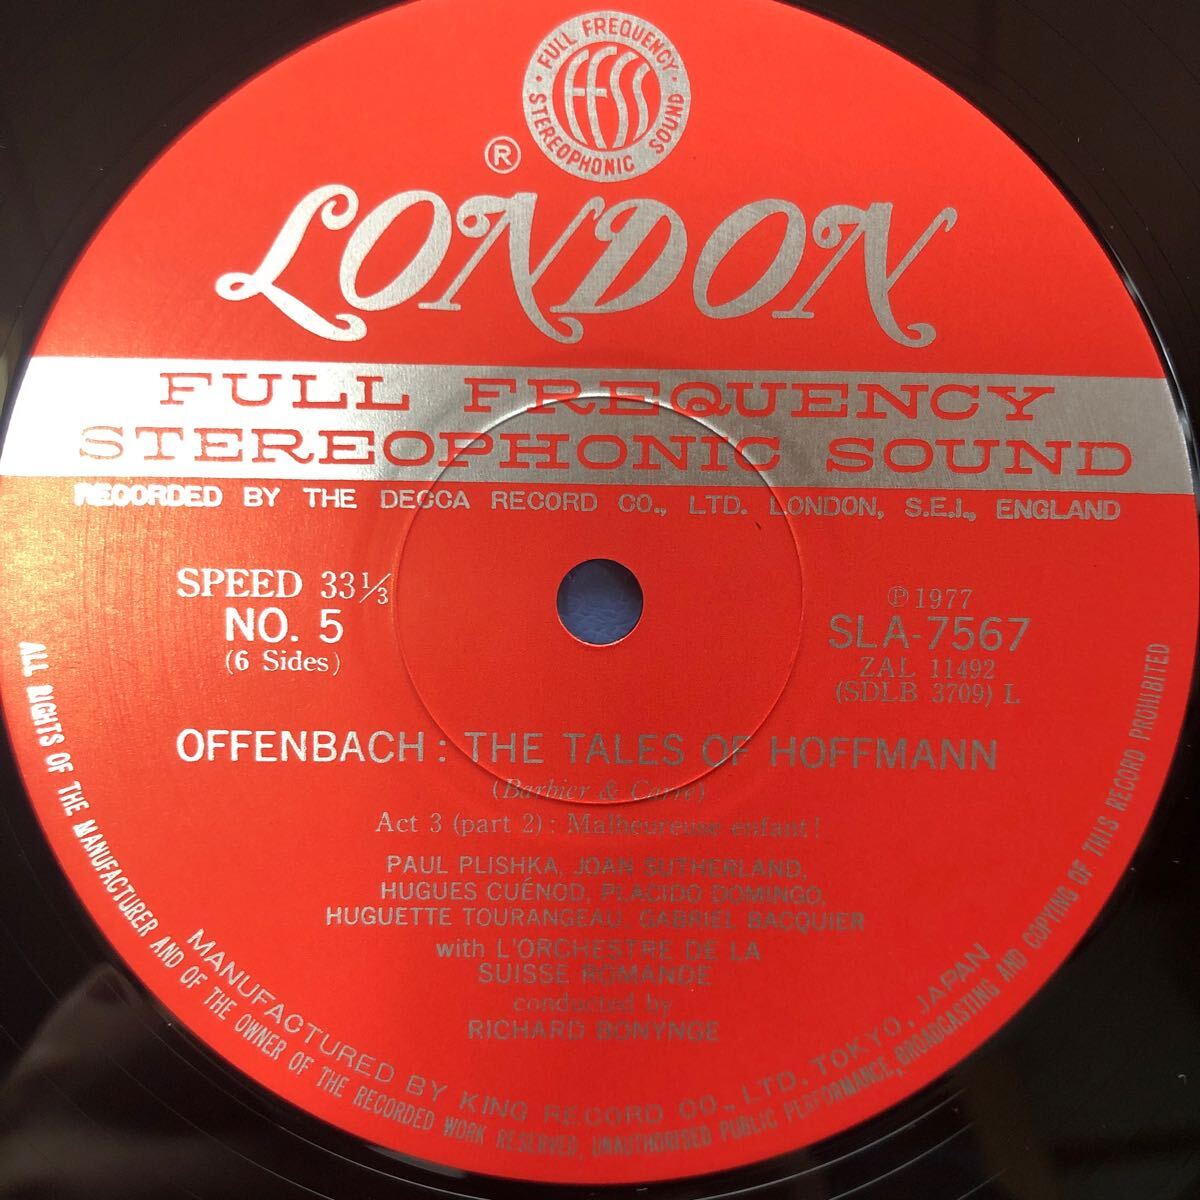 · FULL FREQUENCY · STEREOPHONIC SOUND
FFSS
®
LONDON
FULL FREQUENCY
STEREOPHONIC SOUND
RECORDED BY THE DECCA RECORD CO., LTD. LONDON, S.E.I., ENGLAND
SPEED 33⅓
NO. 5
(6 Sides)
℗1977
SLA-7567
ZAL 11492
(SDLB 3709) L
OFFENBACH : THE TALES OF HOFFMANN
(Barbier & Carré)
Act 3 (part 2) : Malheureuse enfant !
PAUL PLISHKA, JOAN SUTHERLAND,
HUGUES CUÉNOD, PLACIDO DOMINGO,
HUGUETTE TOURANGEAU, GABRIEL BACQUIER
with L'ORCHESTRE DE LA
SUISSE ROMANDE
conducted by
RICHARD BONYNGE
MANUFACTURED BY KING RECORD CO., LTD. TOKYO, JAPAN
ALL RIGHTS OF THE MANUFACTURER AND OF THE OWNER OF THE RECORDED WORK RESERVED, UNAUTHORISED PUBLIC PERFORMANCE, BROADCASTING AND COPYING OF THIS RECORD PROHIBITED